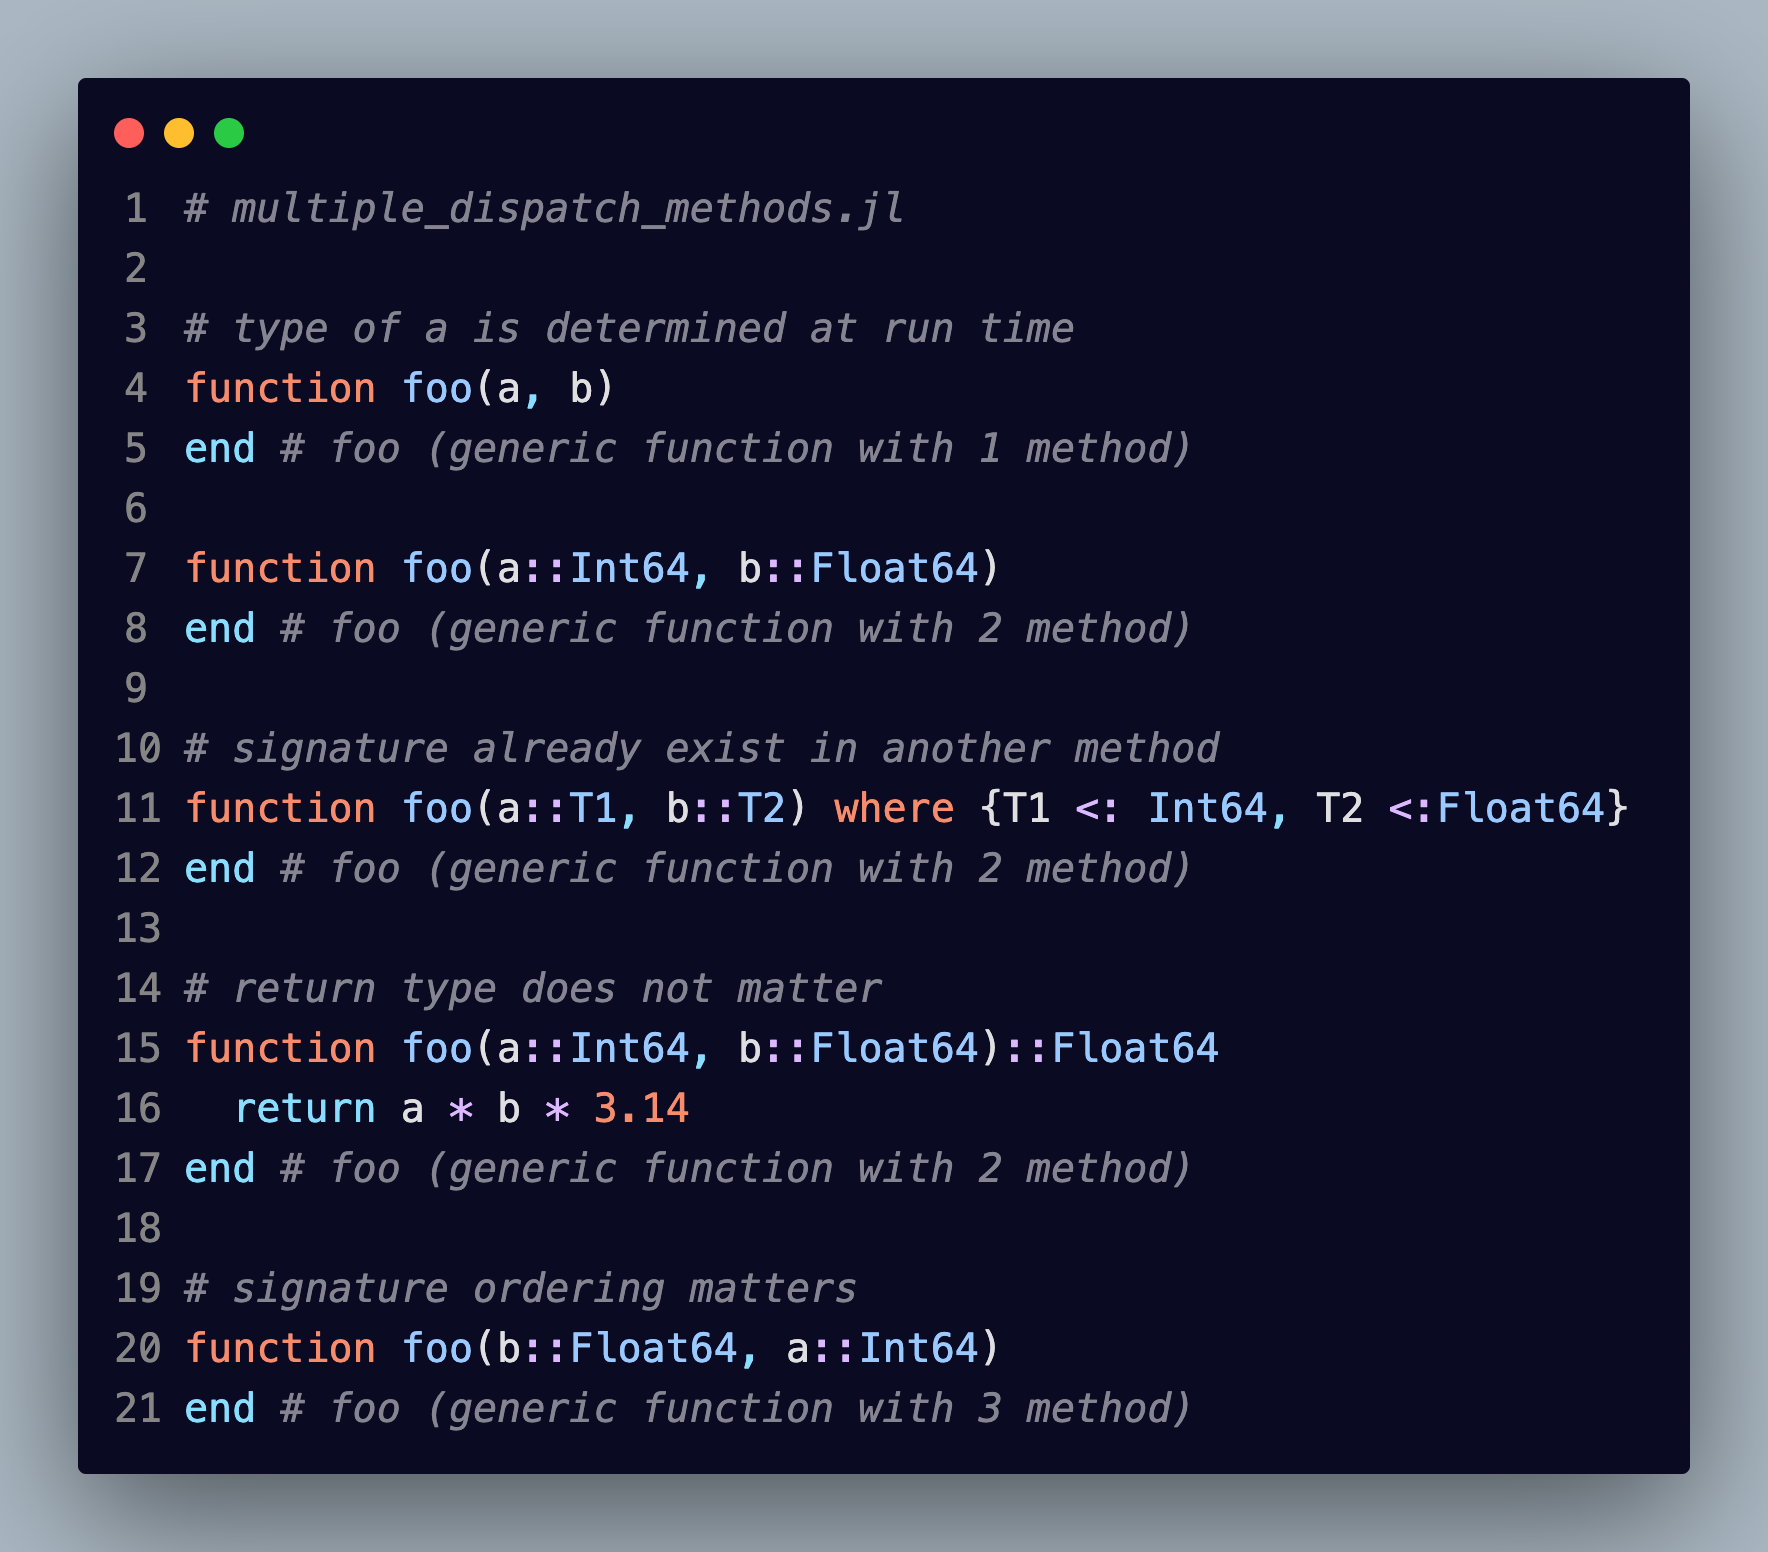 1 # multiple_dispatch_methods.jl
2
3 # type of a is determined at run time
4 function foo(a, b)
5 end # foo (generic function with 1 method)
6
7 function foo(a::Int64, b::Float64)
8 end # foo (generic function with 2 method)
9
10 # signature already exist in another method
11 function foo(a::T1, b::T2) where {T1 <: Int64, T2 <:Float64}
12 end # foo (generic function with 2 method)
13
14 # return type does not matter
15 function foo(a::Int64, b::Float64)::Float64
16   return a * b * 3.14
17 end # foo (generic function with 2 method)
18
19 # signature ordering matters
20 function foo(b::Float64, a::Int64)
21 end # foo (generic function with 3 method)